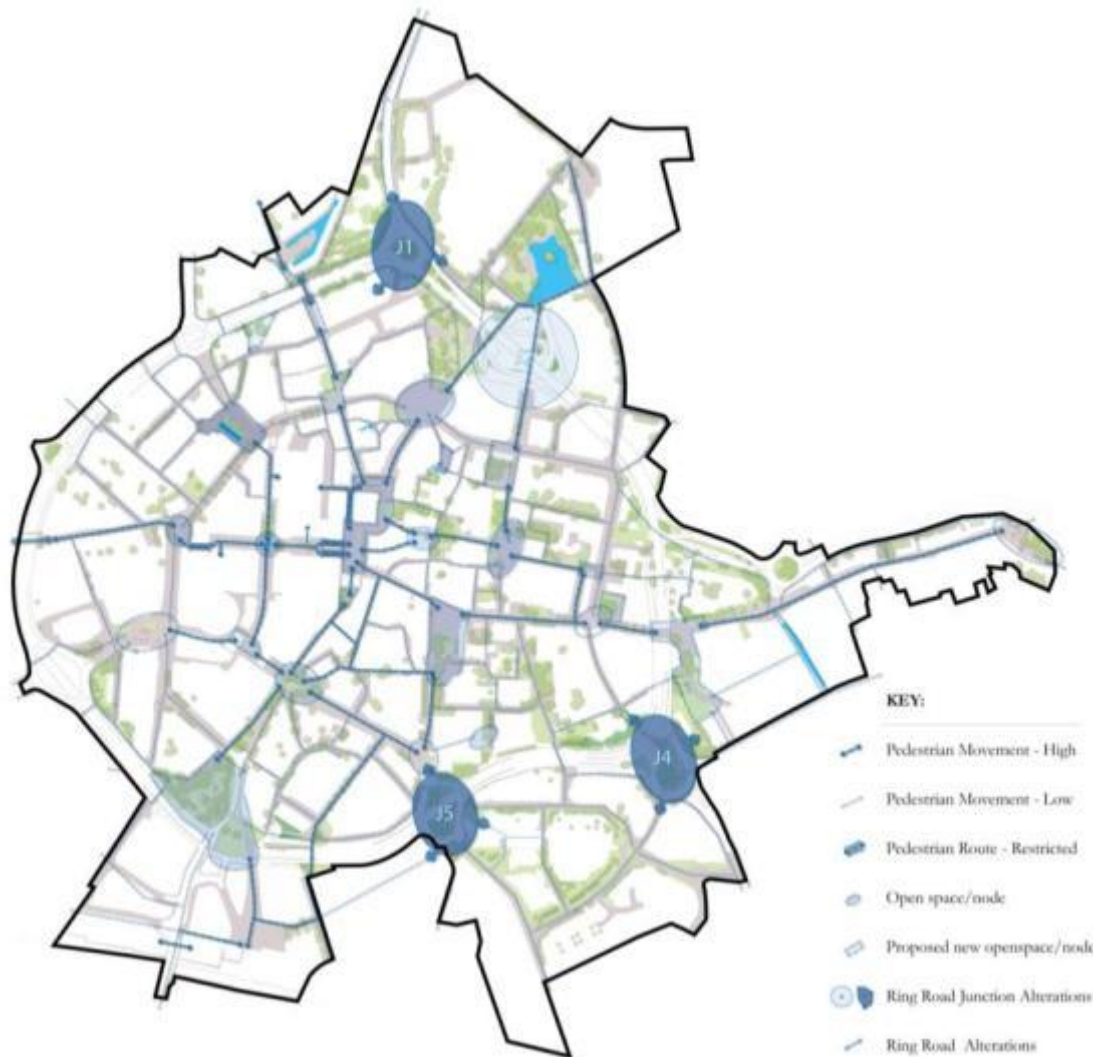 J1
J2
J4
J5
KEY:
Pedestrian Movement - High
Pedestrian Movement - Low
Pedestrian Route - Restricted
Open space/node
Proposed new openspace/node
Ring Road Junction Alterations
Ring Road Alterations